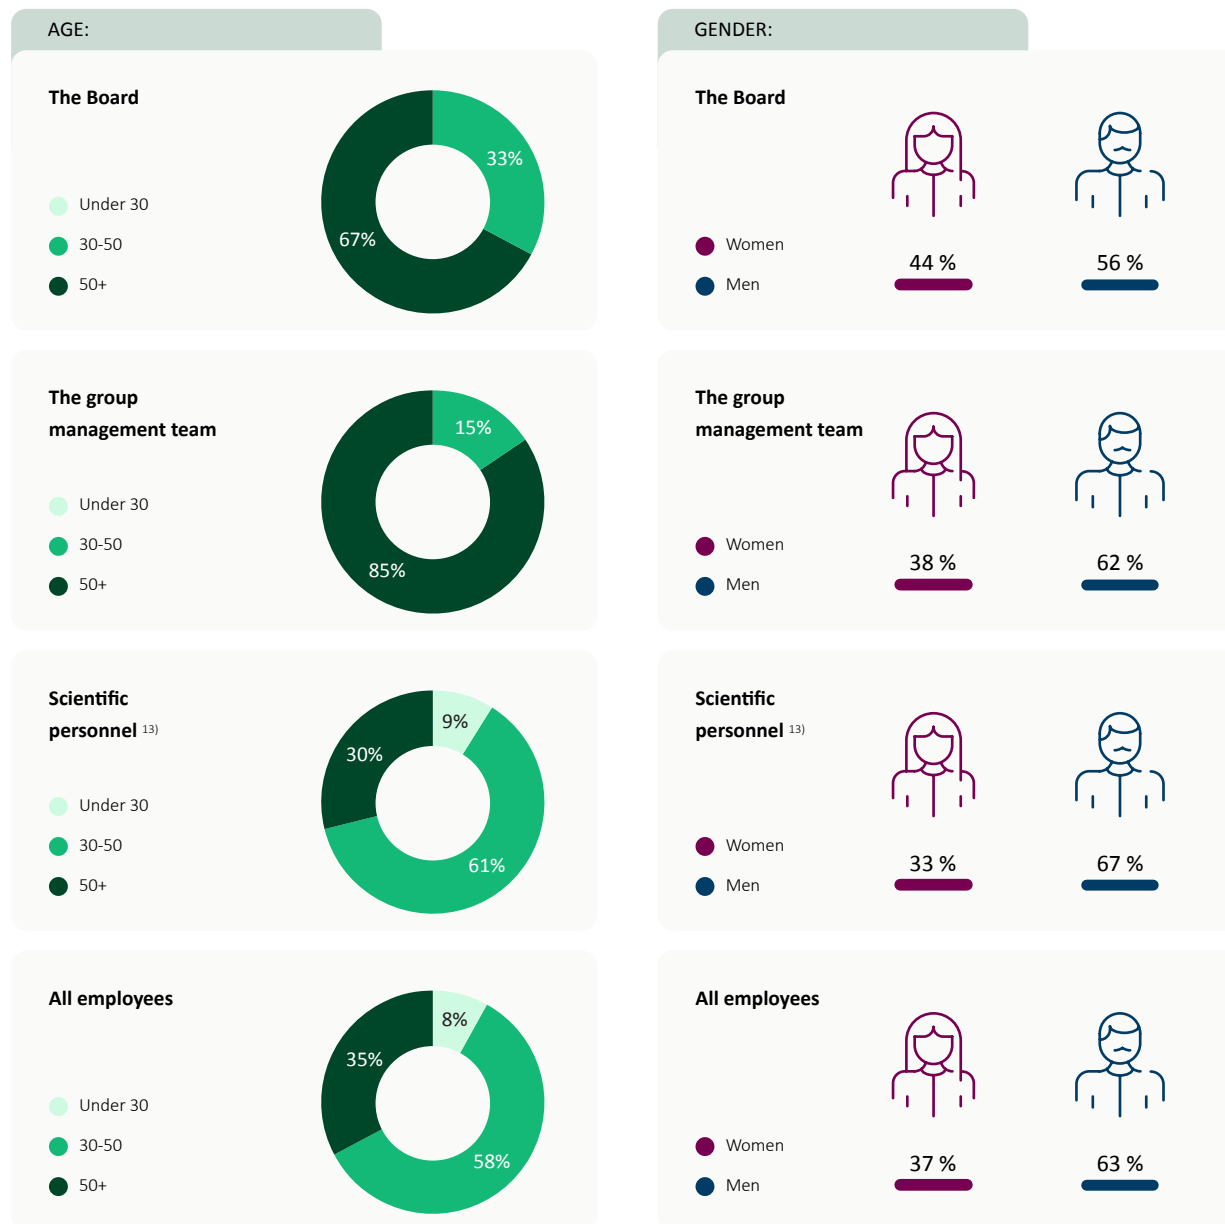 AGE:
The Board
Under 30
30-50
50+
33%
67%
The group
management team
Under 30
30-50
50+
15%
85%
Scientific
personnel 13)
Under 30
30-50
50+
9%
30%
61%
All employees
Under 30
30-50
50+
8%
35%
58%
GENDER:
The Board
Women
Men
44 %
56 %
The group
management team
Women
Men
38 %
62 %
Scientific
personnel 13)
Women
Men
33 %
67 %
All employees
Women
Men
37 %
63 %